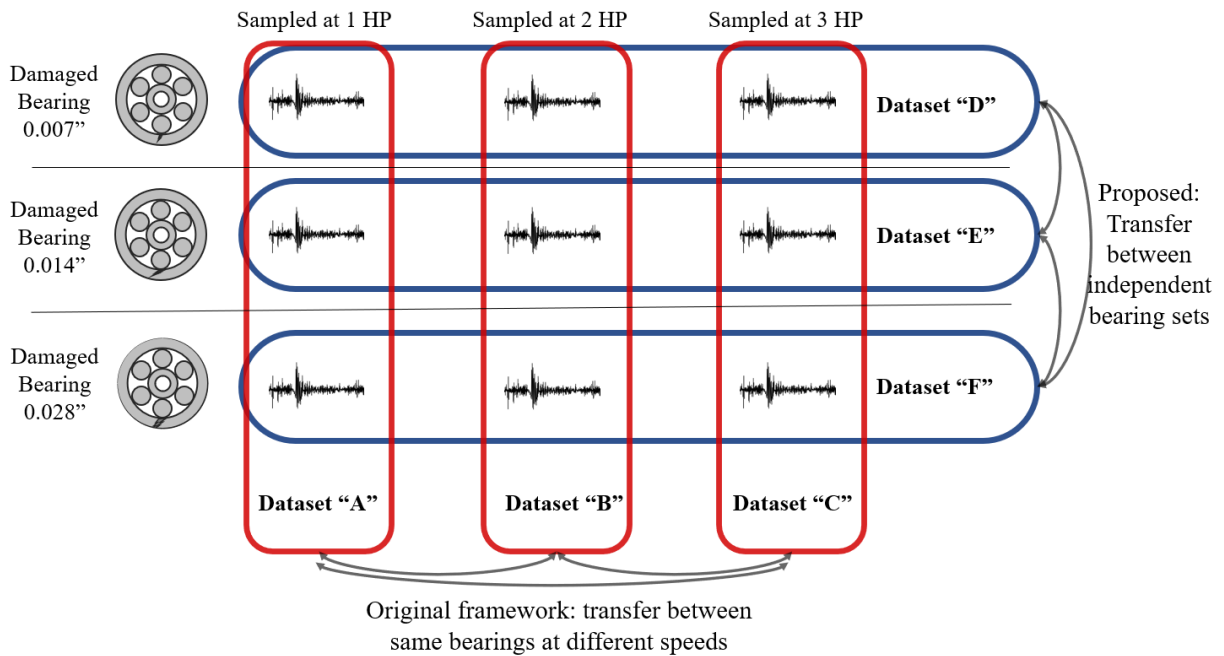 Sampled at 1 HP
Sampled at 2 HP
Sampled at 3 HP
Damaged
Bearing
0.007”
Dataset “D”
Damaged
Bearing
0.014”
Dataset “E”
Proposed:
Transfer
between
independent
bearing sets
Damaged
Bearing
0.028”
Dataset “F”
Dataset “A”
Dataset “B”
Dataset “C”
Original framework: transfer between
same bearings at different speeds